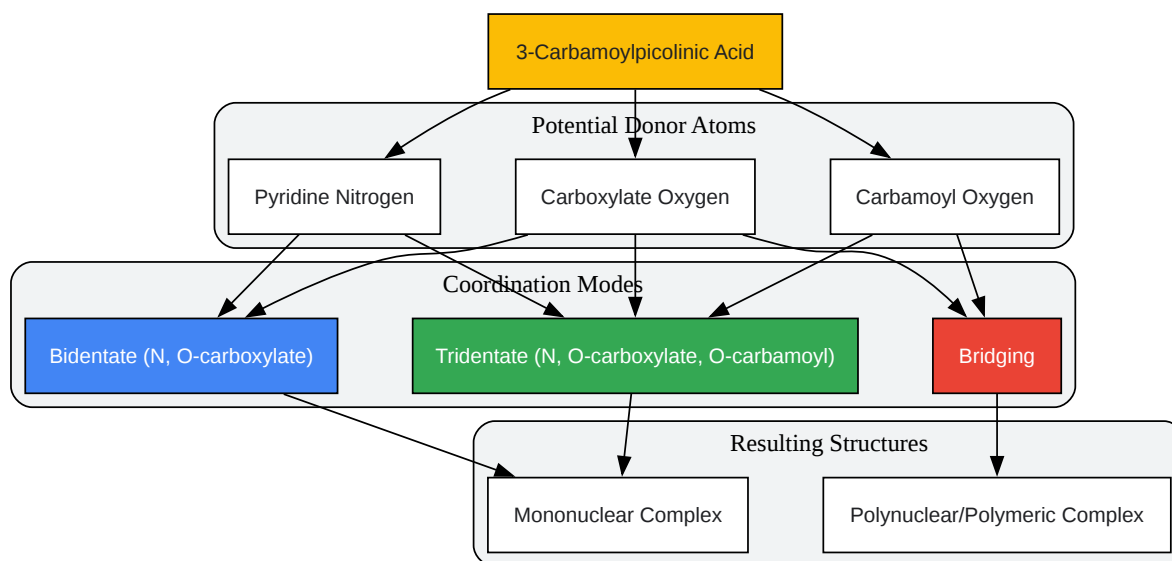 3-Carbamoylpicolinic Acid
Potential Donor Atoms
Pyridine Nitrogen
Carboxylate Oxygen
Carbamoyl Oxygen
Coordination Modes
Bidentate (N, O-carboxylate)
Tridentate (N, O-carboxylate, O-carbamoyl)
Bridging
Resulting Structures
Mononuclear Complex
Polynuclear/Polymeric Complex